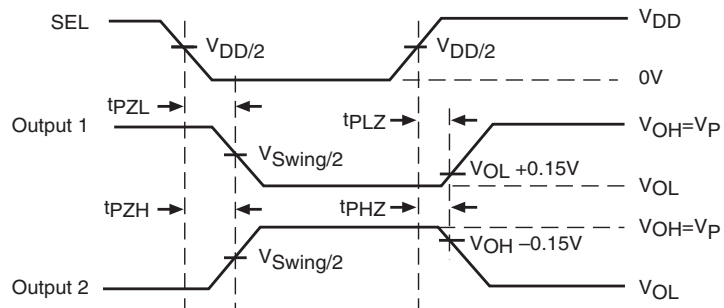 SEL
VDD/2
VDD/2
VDD
0V
tPZL
tPLZ
Output 1
VOH=VP
VSwing/2
VOL +0.15V
VOL
tPZH
tPHZ
VOH=VP
VSwing/2
VOH –0.15V
Output 2
VOL